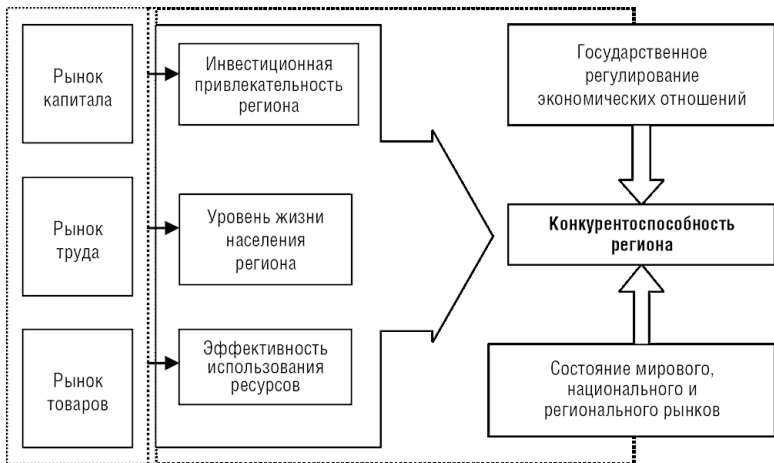 Рынок
капитала
Инвестиционная
привлекательность
региона
Государственное
регулирование
экономических отношений
Рынок
труда
Уровень жизни
населения
региона
Конкурентоспособность
региона
Рынок
товаров
Эффективность
использования
ресурсов
Состояние мирового,
национального и
регионального рынков